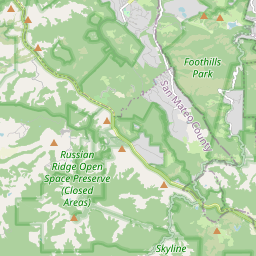 Foothills
Park
San Mateo County
Russian
Ridge Open
Space Preserve
(Closed
Areas)
Skyline